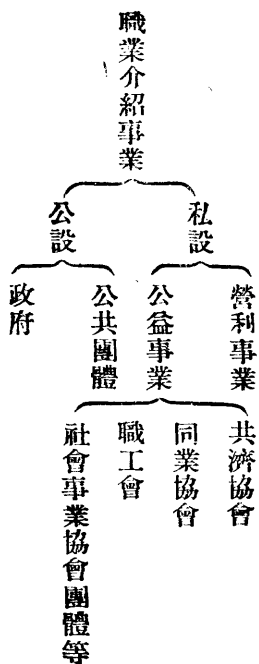 職業介紹事業
私設
公設
營利事業
公益事業
公共團體
政府
共濟協會
同業協會
職工會
社會事業協會團體等